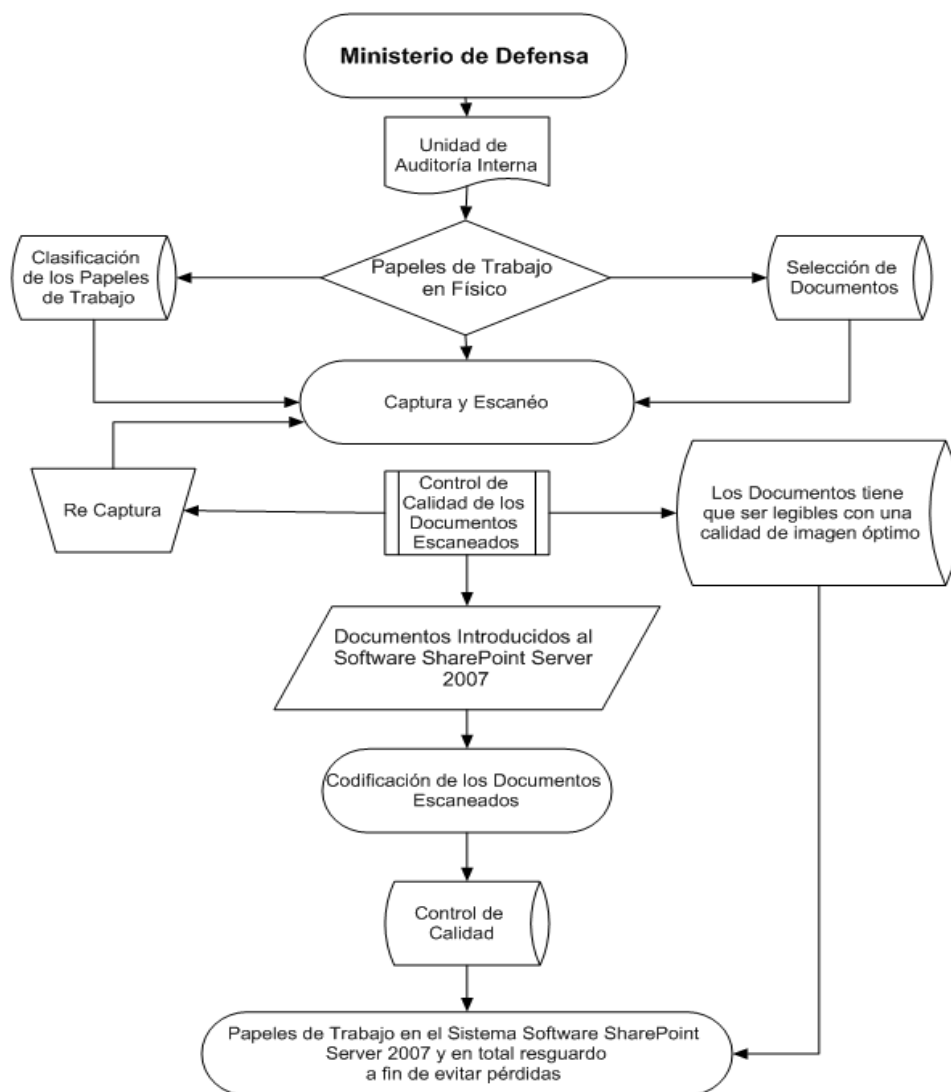 Ministerio de Defensa
Unidad de
Auditoría Interna
Clasificación
de los Papeles
de Trabajo
Papeles de Trabajo
en Físico
Selección de
Documentos
Captura y Escanéo
Re Captura
Control de
Calidad de los
Documentos
Escaneados
Los Documentos tiene
que ser legibles con una
calidad de imagen óptimo
Documentos Introducidos al
Software SharePoint Server
2007
Codificación de los Documentos
Escaneados
Control de
Calidad
Papeles de Trabajo en el Sistema Software SharePoint
Server 2007 y en total resguardo
a fin de evitar pérdidas